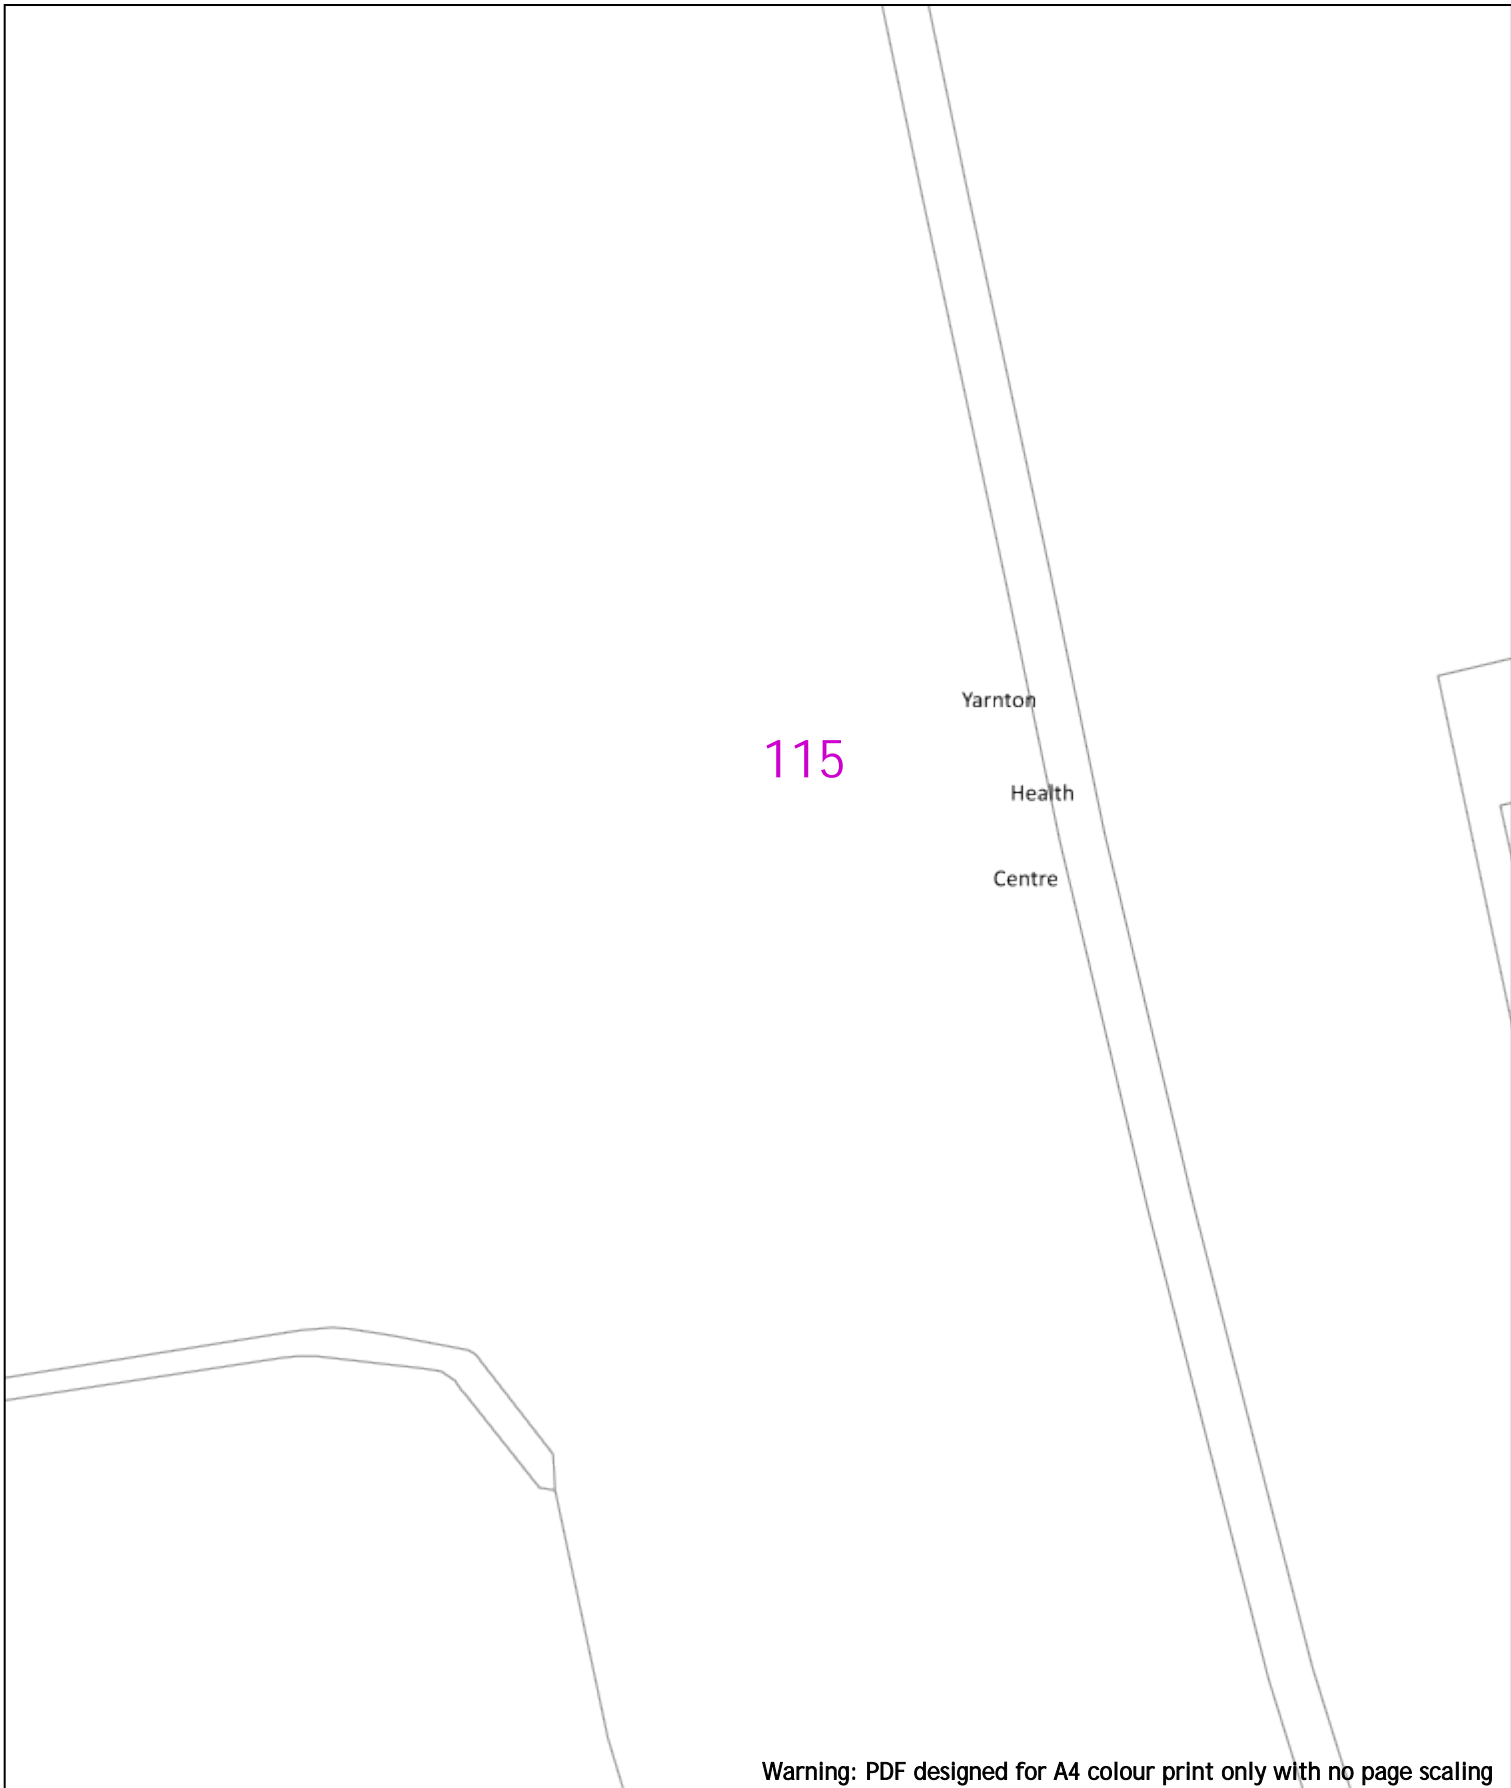 Yarnton
115
Health
Centre
Warning: PDF designed for A4 colour print only with no page scaling